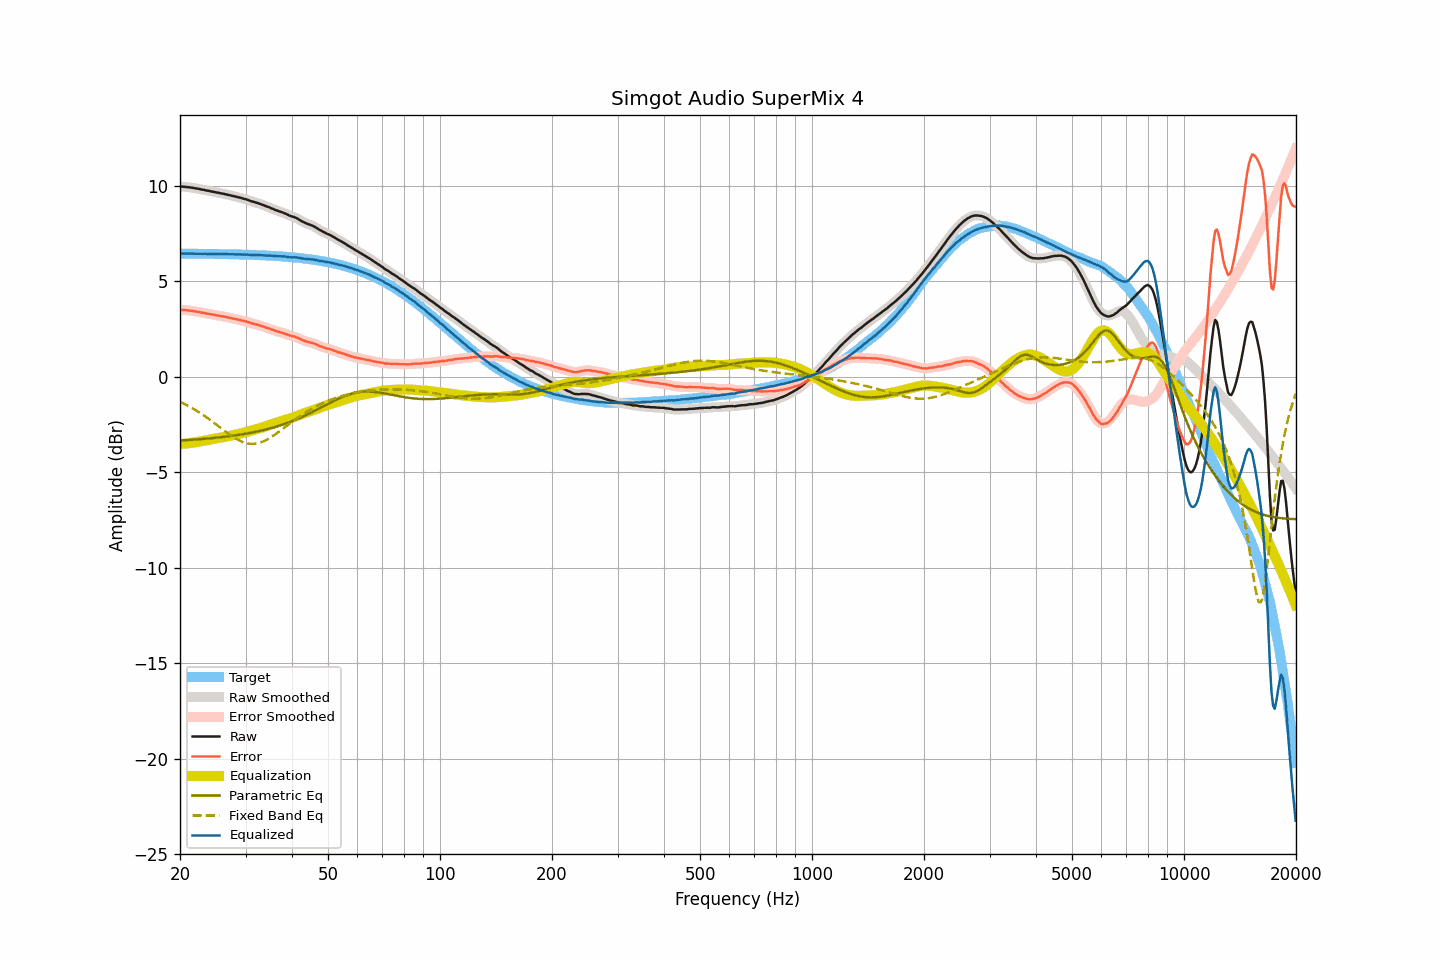 Simgot Audio SuperMix 4
Amplitude (dBr)
10
5
0
−5
−10
−15
−20
−25
Target
Raw Smoothed
Error Smoothed
Raw
Error
Equalization
Parametric Eq
Fixed Band Eq
Equalized
20 50 100 200 500 1000 2000 5000 10000 20000
Frequency (Hz)